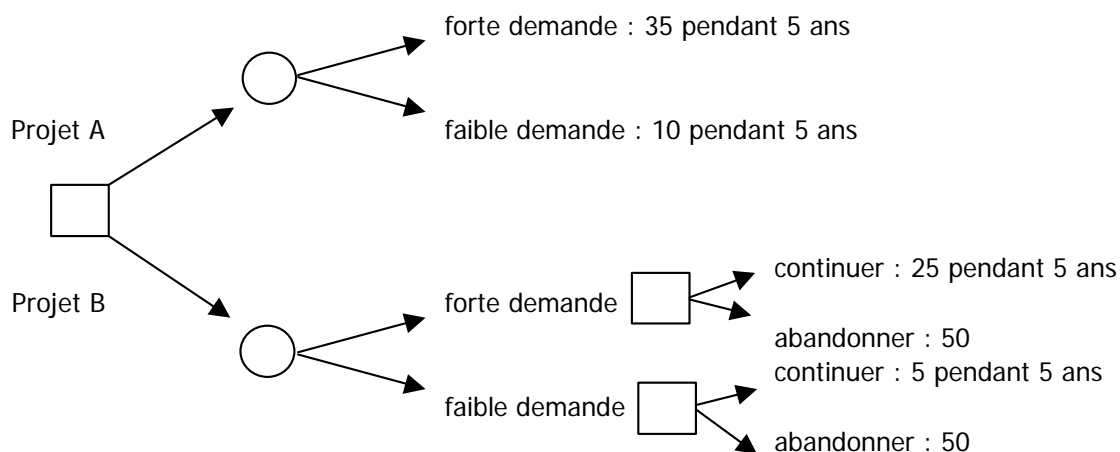 forte demande : 35 pendant 5 ans
Projet A
faible demande : 10 pendant 5 ans
Projet B
forte demande
continuer : 25 pendant 5 ans
abandonner : 50
faible demande
continuer : 5 pendant 5 ans
abandonner : 50